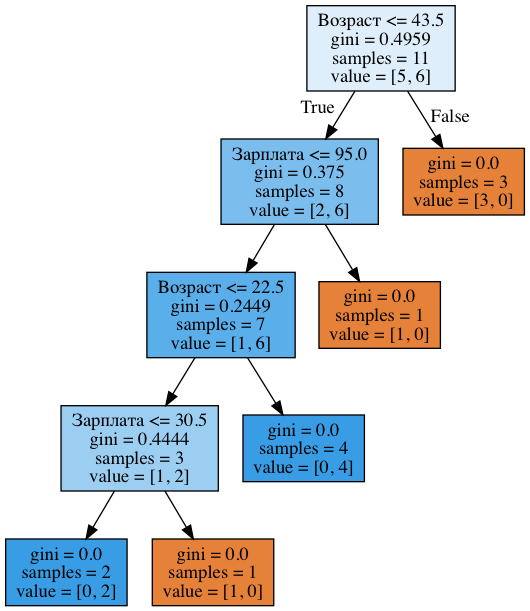 Возраст <= 43.5
gini = 0.4959
samples = 11
value = [5, 6]
True
False
Зарплата <= 95.0
gini = 0.375
samples = 8
value = [2, 6]
gini = 0.0
samples = 3
value = [3, 0]
Возраст <= 22.5
gini = 0.2449
samples = 7
value = [1, 6]
gini = 0.0
samples = 1
value = [1, 0]
Зарплата <= 30.5
gini = 0.4444
samples = 3
value = [1, 2]
gini = 0.0
samples = 4
value = [0, 4]
gini = 0.0
samples = 2
value = [0, 2]
gini = 0.0
samples = 1
value = [1, 0]